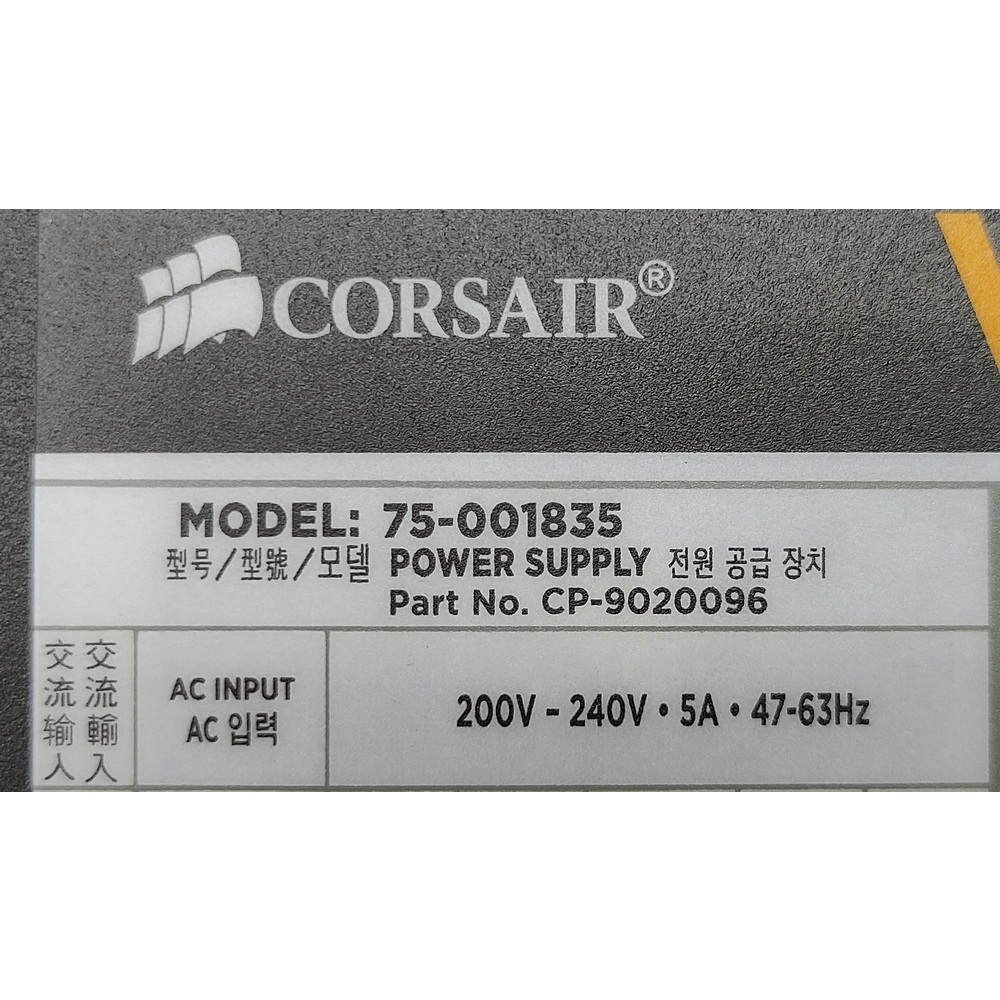 CORSAIR®
MODEL: 75-001835
型号/型號/모델 POWER SUPPLY 전원 공급 장치
Part No. CP-9020096
交流输入
交流輸入
AC INPUT
AC 입력
200V - 240V • 5A • 47-63Hz